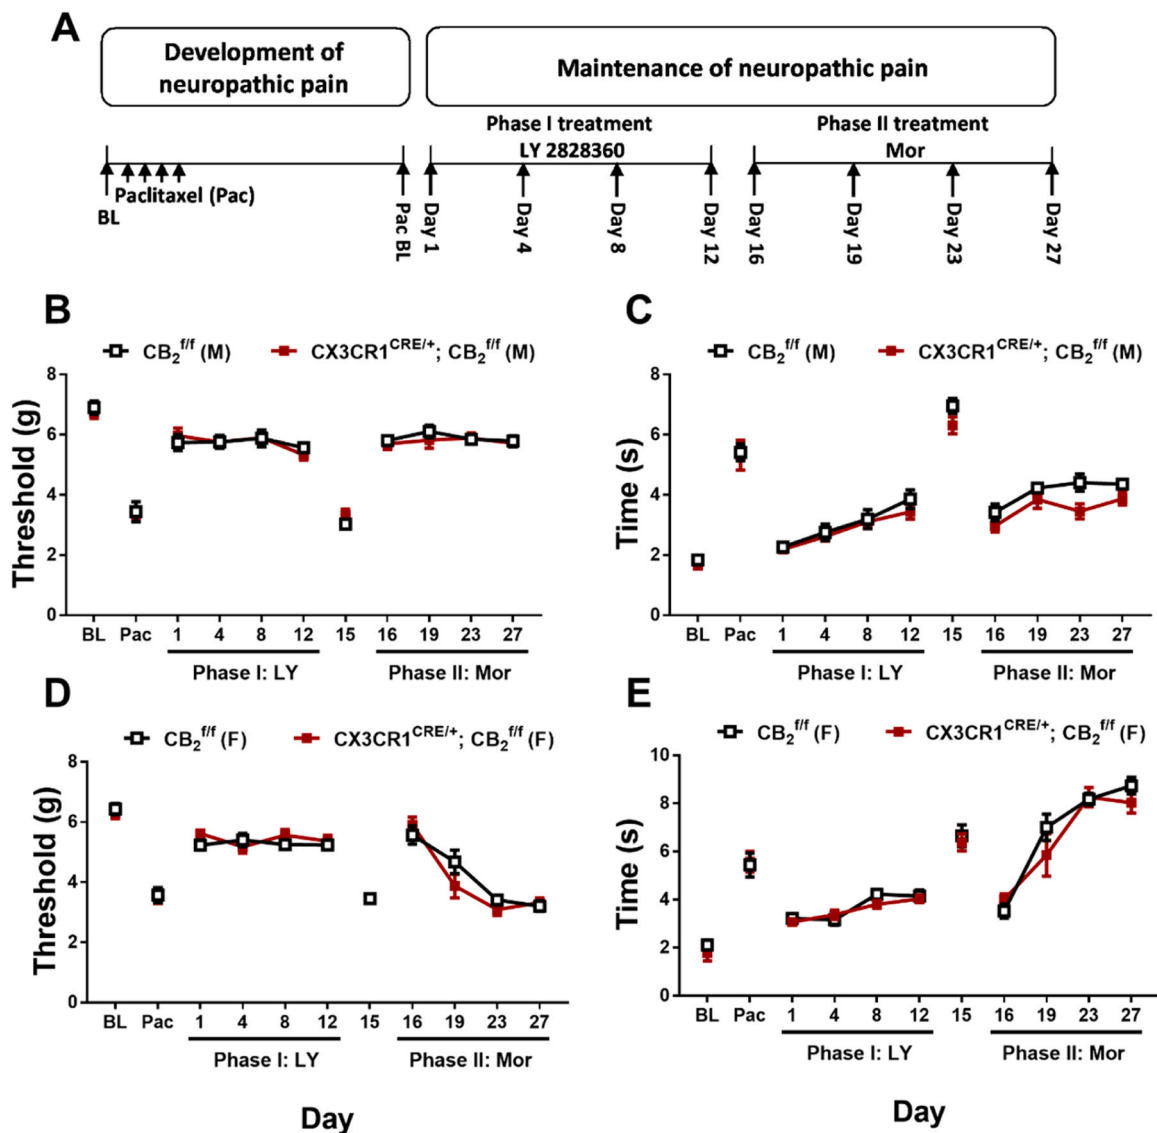 A
Development of
neuropathic pain
Maintenance of neuropathic pain
Phase I treatment
LY 2828360
Phase II treatment
Mor
Paclitaxel (Pac)
BL
Pac BL
Day 1
Day 4
Day 8
Day 12
Day 16
Day 19
Day 23
Day 27
B
CB2f/f (M) CX3CR1CRE/+; CB2f/f (M)
Threshold (g)
8
6
4
2
0
BL Pac 1 4 8 12 15 16 19 23 27
Phase I: LY Phase II: Mor
C
CB2f/f (M) CX3CR1CRE/+; CB2f/f (M)
Time (s)
8
6
4
2
0
BL Pac 1 4 8 12 15 16 19 23 27
Phase I: LY Phase II: Mor
D
CB2f/f (F) CX3CR1CRE/+; CB2f/f (F)
Threshold (g)
8
6
4
2
0
BL Pac 1 4 8 12 15 16 19 23 27
Phase I: LY Phase II: Mor
Day
E
CB2f/f (F) CX3CR1CRE/+; CB2f/f (F)
Time (s)
10
8
6
4
2
0
BL Pac 1 4 8 12 15 16 19 23 27
Phase I: LY Phase II: Mor
Day